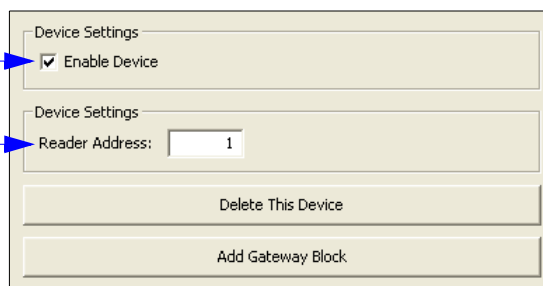 Device Settings
Enable Device
Device Settings
Reader Address: 1
Delete This Device
Add Gateway Block